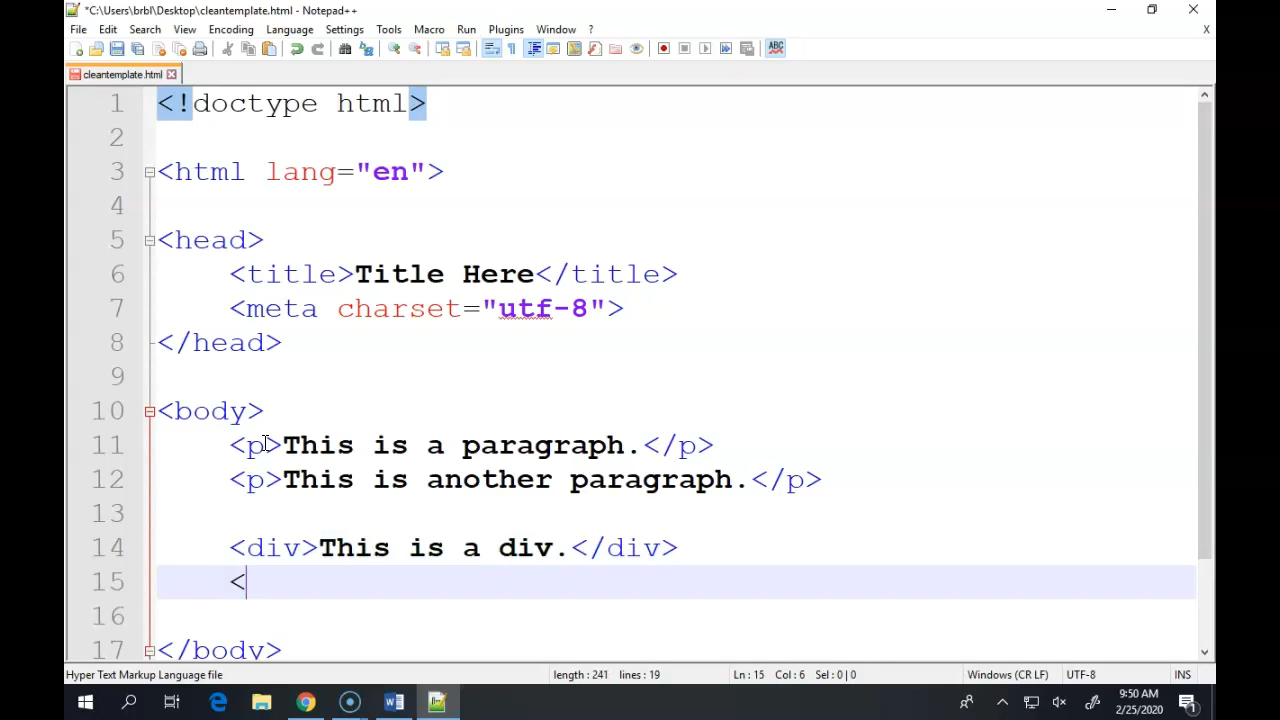 *C:\Users\brbl\Desktop\cleantemplate.html - Notepad++
File Edit Search View Encoding Language Settings Tools Macro Run Plugins Window ? X
ABC
cleantemplate.html
1 <!doctype html>
2
3 <html lang="en">
4
5 <head>
6 <title>Title Here</title>
7 <meta charset="utf-8">
8 </head>
9
10 <body>
11 <p>This is a paragraph.</p>
12 <p>This is another paragraph.</p>
13
14 <div>This is a div.</div>
15 <
16
17 </body>
Hyper Text Markup Language file length : 241 lines : 19 Ln : 15 Col : 6 Sel : 0 | 0 Windows (CR LF) UTF-8 INS
9:50 AM
2/25/2020
1